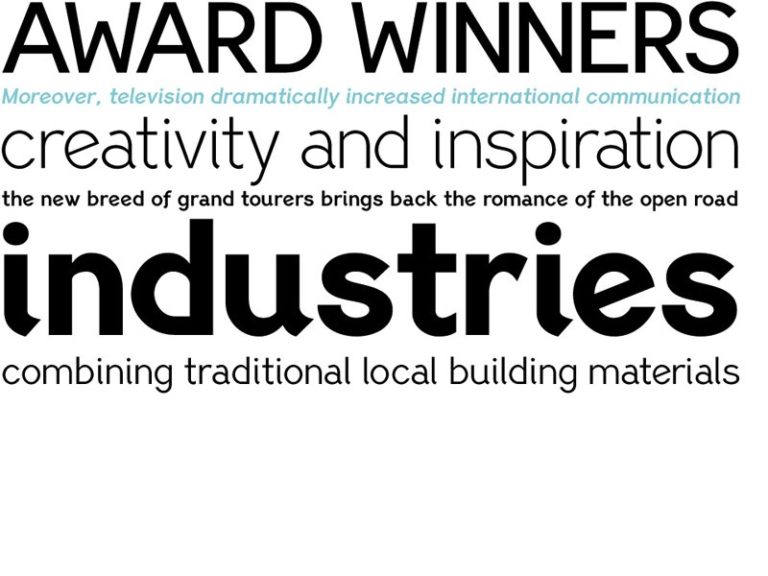 AWARD WINNERS
Moreover, television dramatically increased international communication
creativity and inspiration
the new breed of grand tourers brings back the romance of the open road
industries
combining traditional local building materials